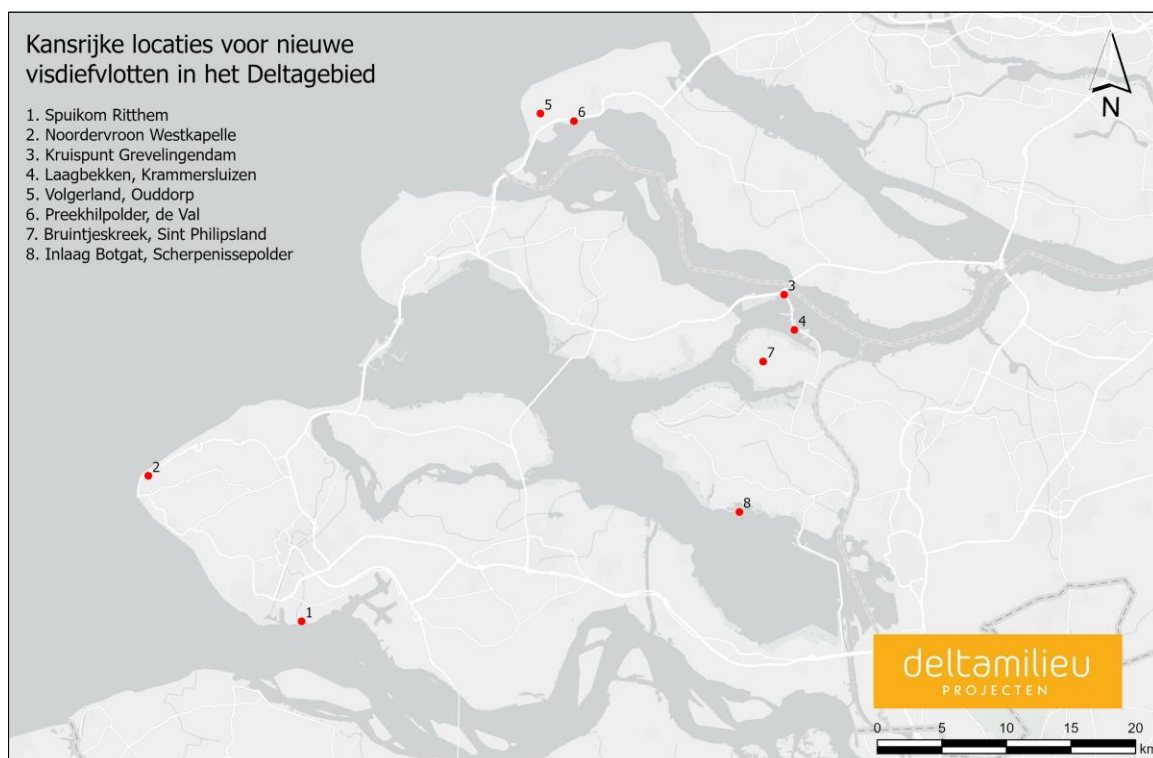 Kansrijke locaties voor nieuwe
visdiefvlotten in het Deltagebied
1. Spuikom Ritthem
2. Noordervroon Westkapelle
3. Kruispunt Grevelingendam
4. Laagbekken, Krammersluizen
5. Volgerland, Ouddorp
6. Preekhilpolder, de Val
7. Bruintjeskreek, Sint Philipsland
8. Inlaag Botgat, Scherpenissepolder
N
5
6
3
4
7
2
8
1
deltamilieu
PROJECTEN
0 5 10 15 20
km